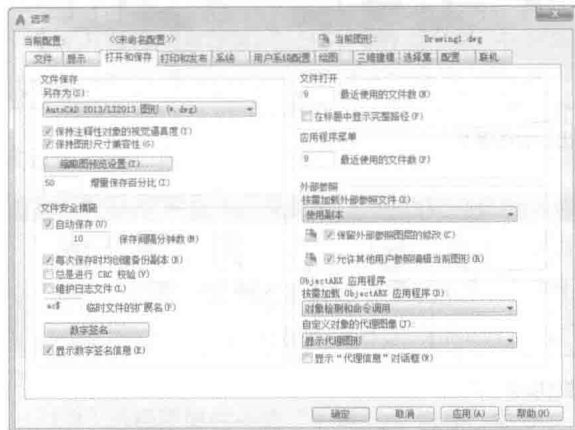 选项
当前配置: <<未命名配置>> 当前图形: Drawing1.dwg
文件 显示 打开和保存 打印和发布 系统 用户系统配置 绘图 三维建模 选择集 配置 联机
文件保存
另存为(S):
AutoCAD 2013/LT2013 图形 (*.dwg)
保持注释性对象的视觉逼真度(I)
保持图形尺寸兼容性(G)
缩略图预览设置(T)...
50 增量保存百分比(I)
文件安全措施
自动保存(U)
10 保存间隔分钟数(M)
每次保存时均创建备份副本(B)
总是进行 CRC 校验(V)
维护日志文件(L)
ac$ 临时文件的扩展名(P)
数字签名...
显示数字签名信息(E)
文件打开
9 最近使用的文件数(N)
在标题中显示完整路径(F)
应用程序菜单
9 最近使用的文件数(F)
外部参照
按需加载外部参照文件(X):
使用副本
保留外部参照图层的修改(C)
允许其他用户参照编辑当前图形(R)
ObjectARX 应用程序
按需加载 ObjectARX 应用程序(D):
对象检测和命令调用
自定义对象的代理图像(J):
显示代理图形
显示“代理信息”对话框(W)
确定 取消 应用(A) 帮助(H)